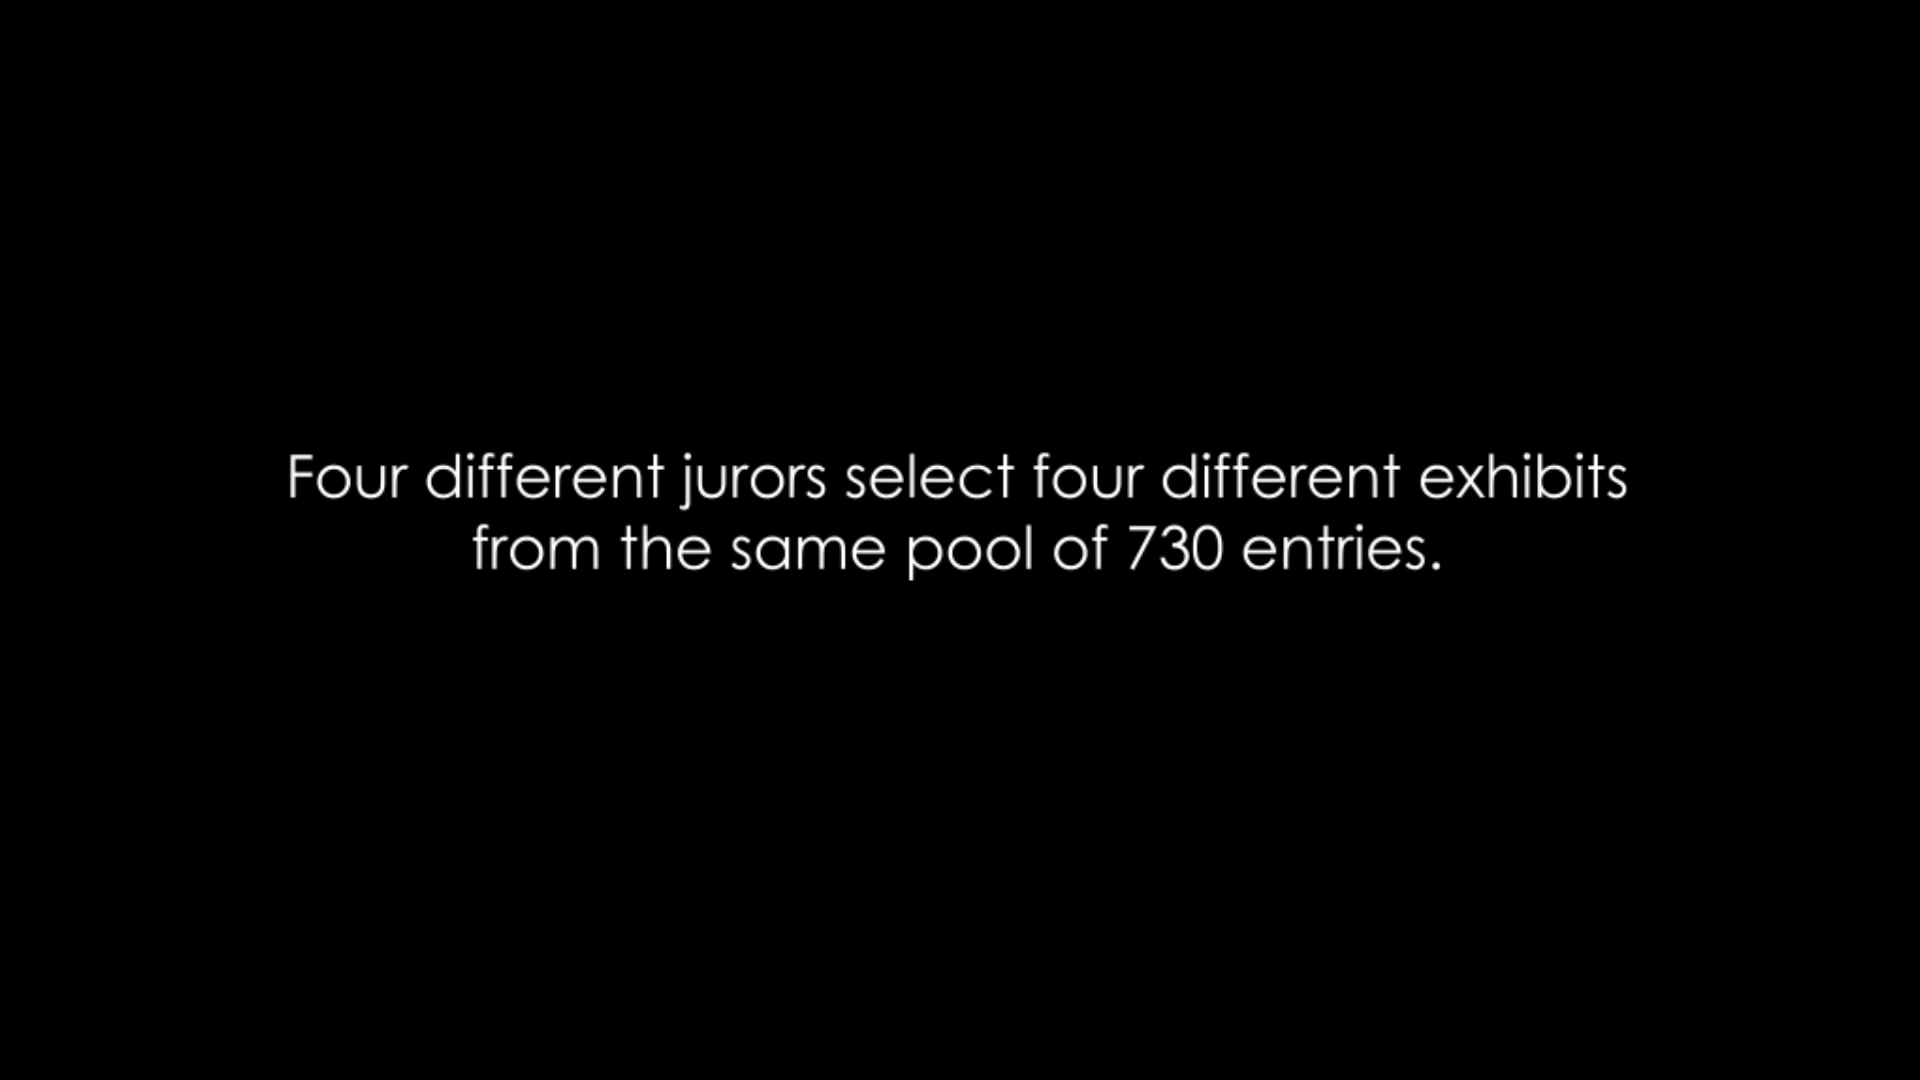 Four different jurors select four different exhibits
from the same pool of 730 entries.